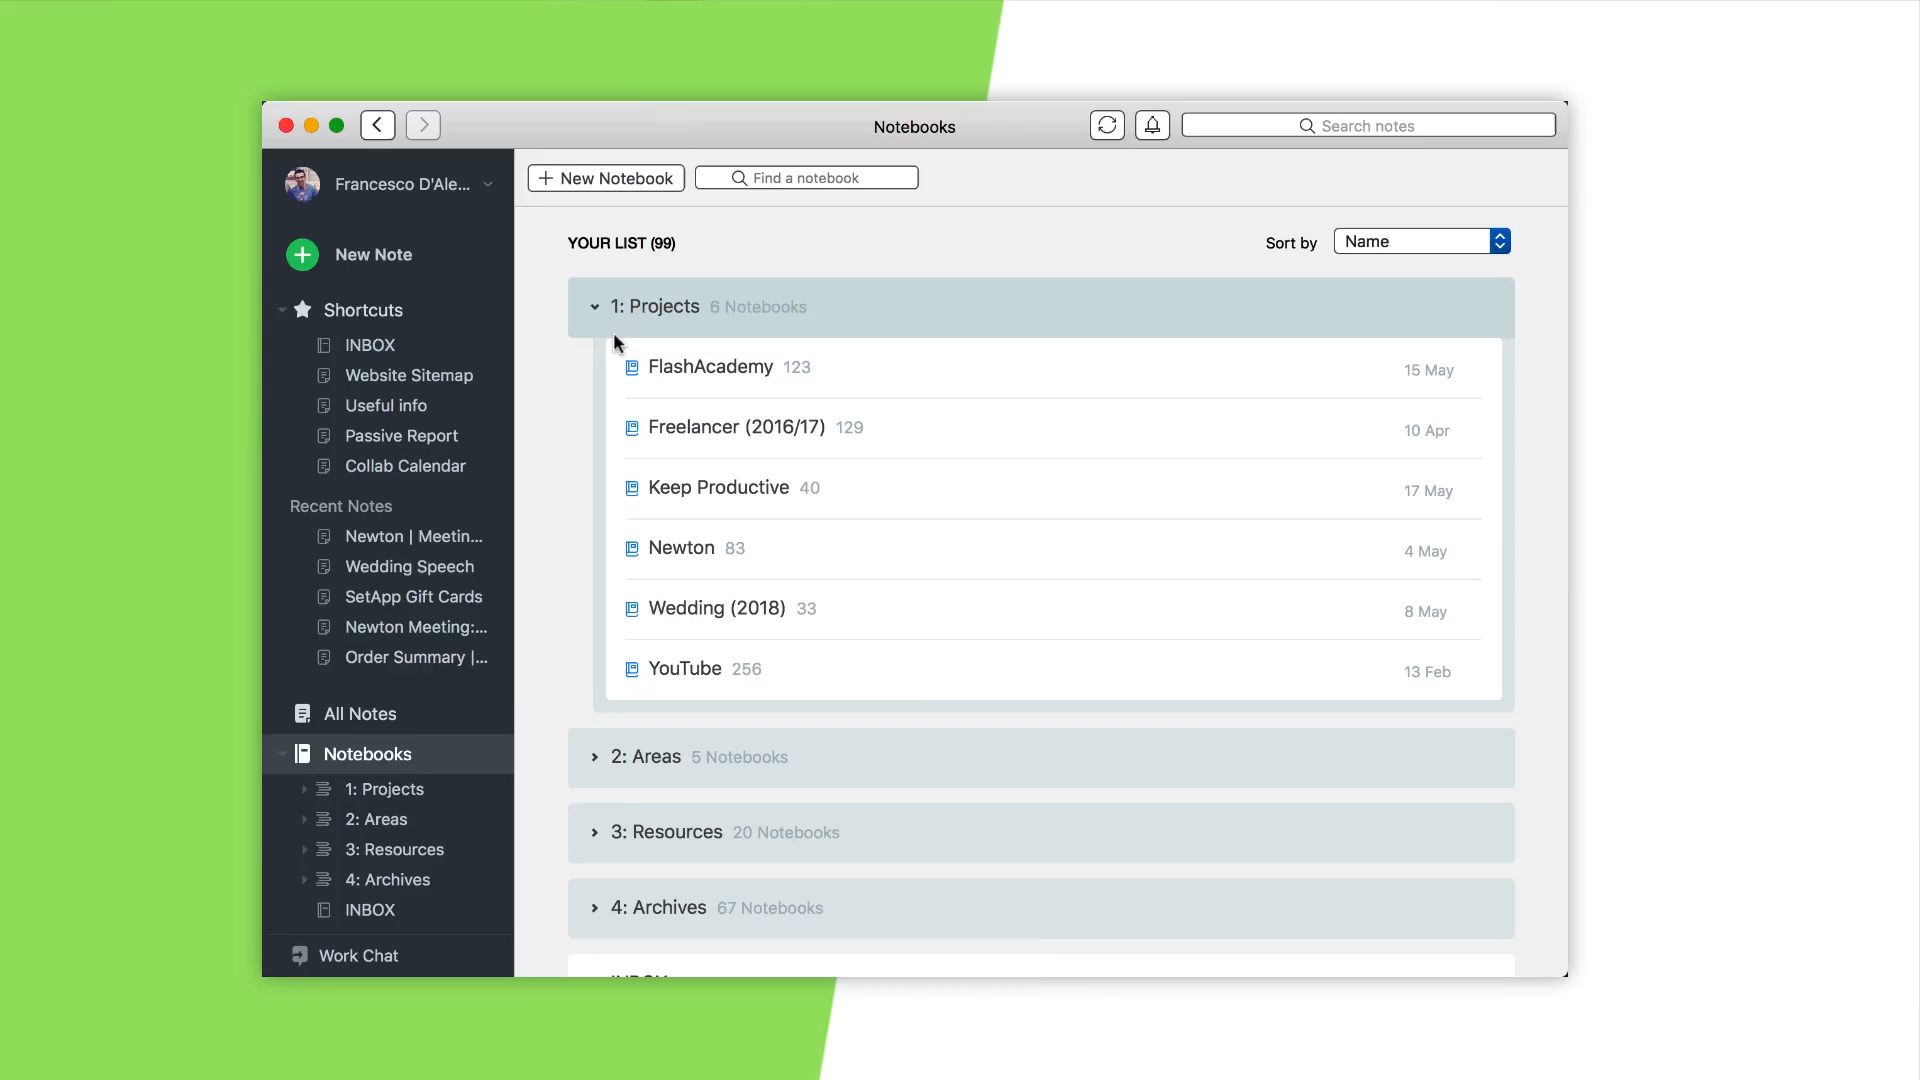 Notebooks
Search notes
Francesco D'Ale...
New Notebook
Find a notebook
New Note
YOUR LIST (99)
Sort by
Name
Shortcuts
INBOX
Website Sitemap
Useful info
Passive Report
Collab Calendar
Recent Notes
Newton | Meetin...
Wedding Speech
SetApp Gift Cards
Newton Meeting:...
Order Summary |...
All Notes
Notebooks
1: Projects
2: Areas
3: Resources
4: Archives
INBOX
Work Chat
1: Projects 6 Notebooks
FlashAcademy 123 15 May
Freelancer (2016/17) 129 10 Apr
Keep Productive 40 17 May
Newton 83 4 May
Wedding (2018) 33 8 May
YouTube 256 13 Feb
2: Areas 5 Notebooks
3: Resources 20 Notebooks
4: Archives 67 Notebooks